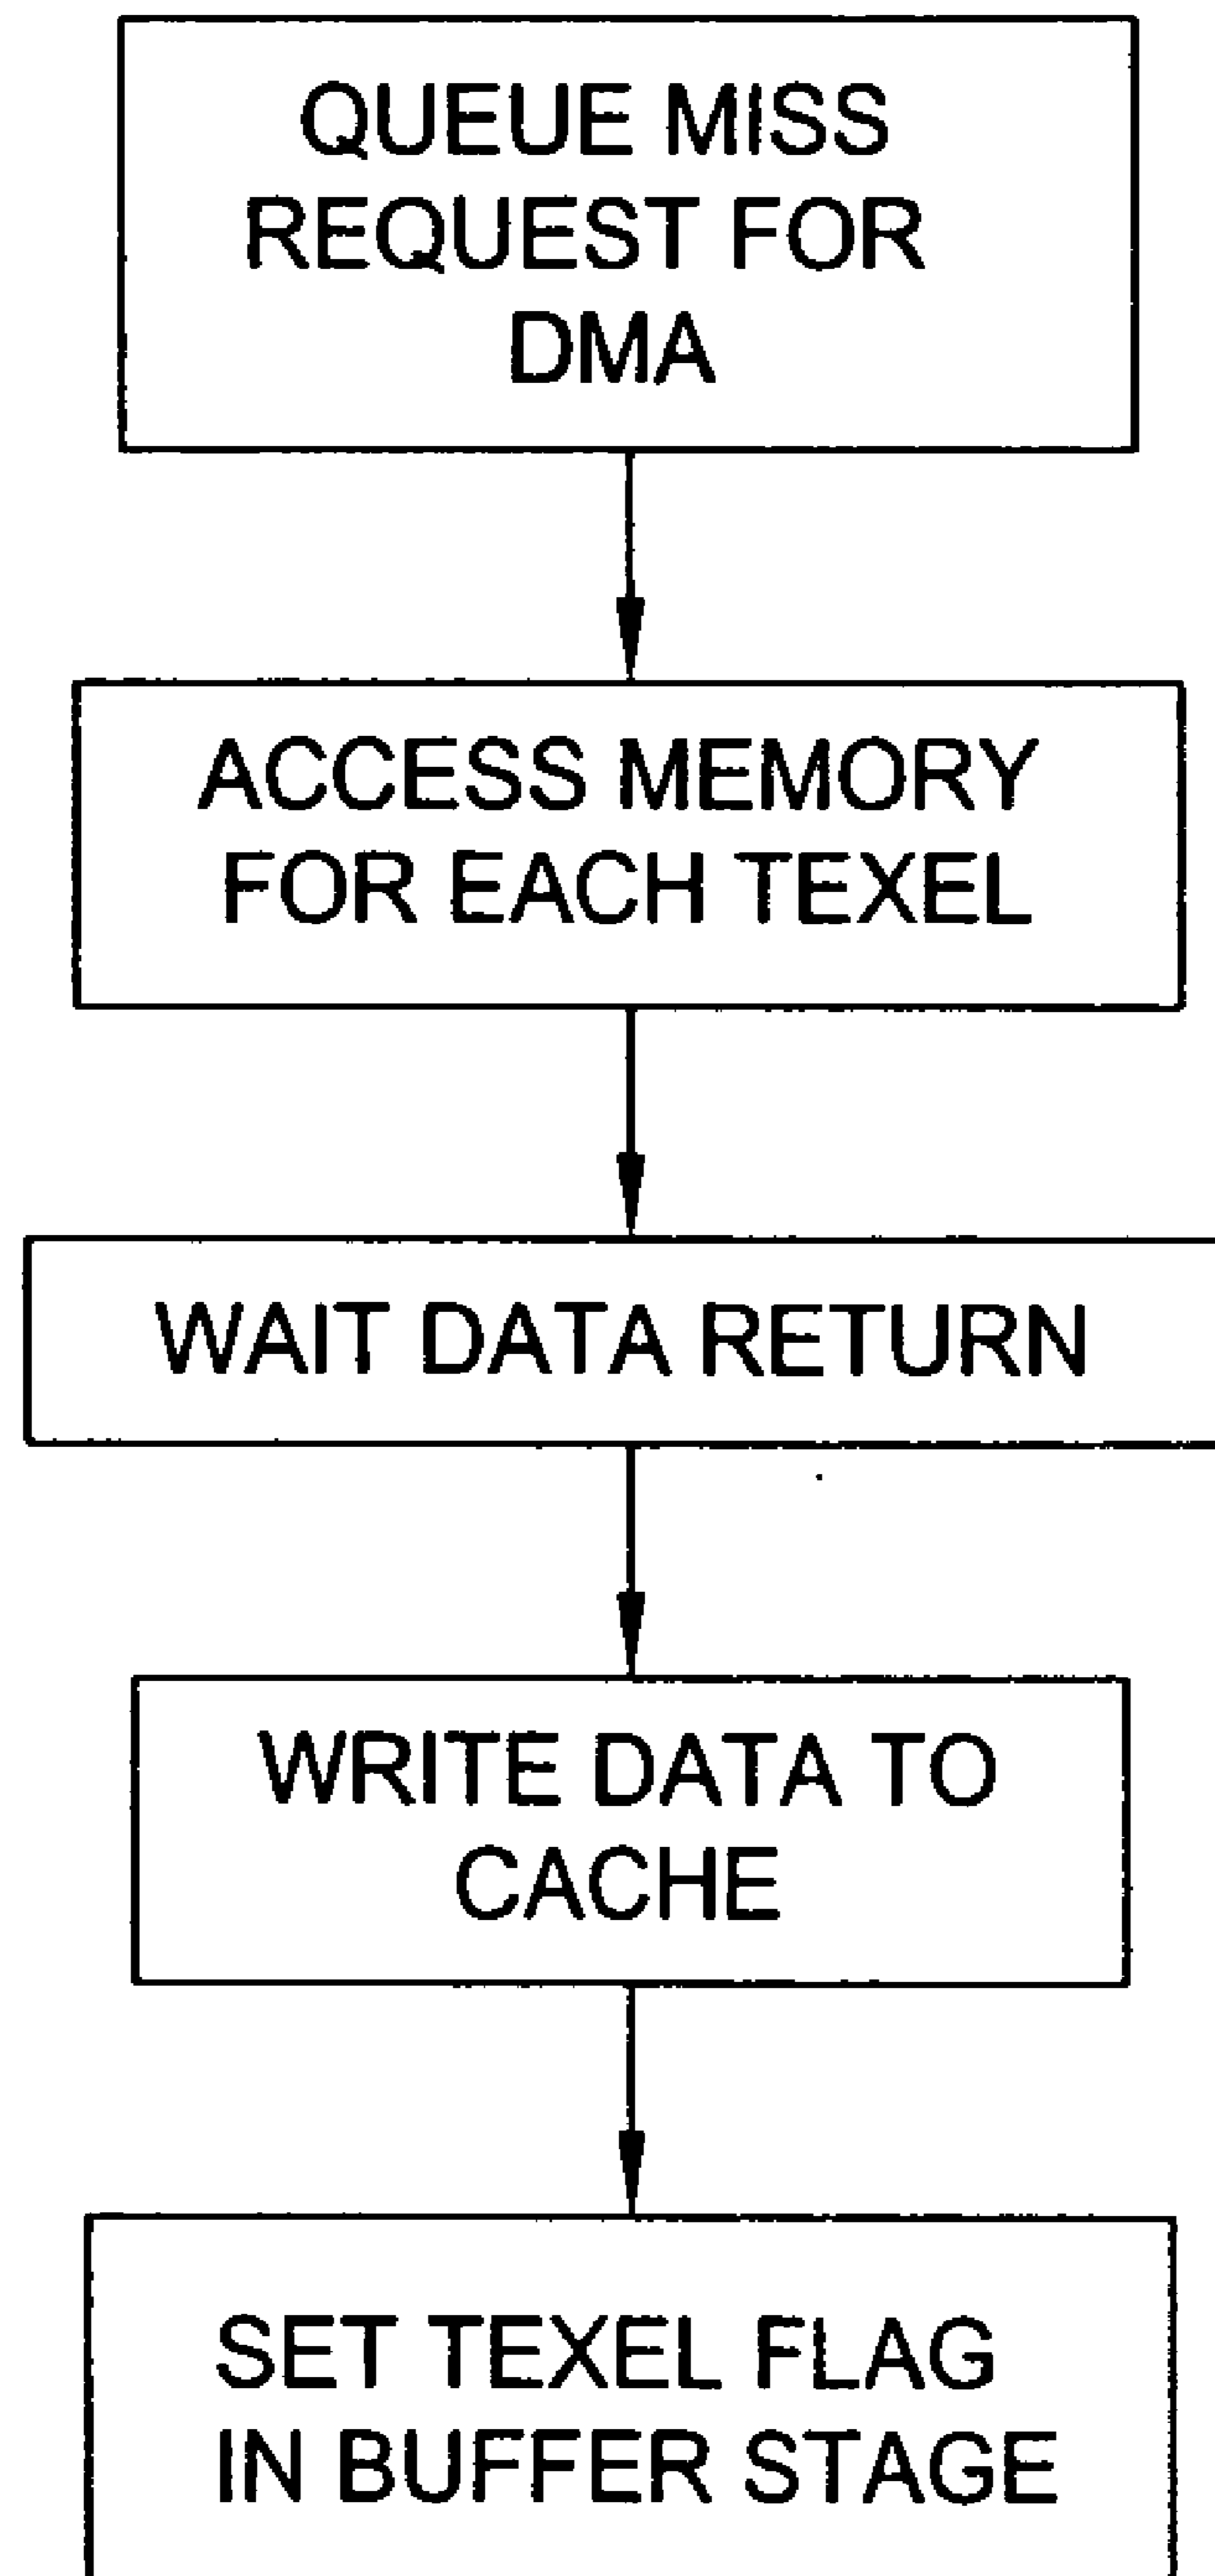 QUEUE MISS
REQUEST FOR
DMA
ACCESS MEMORY
FOR EACH TEXEL
WAIT DATA RETURN
WRITE DATA TO
CACHE
SET TEXEL FLAG
IN BUFFER STAGE